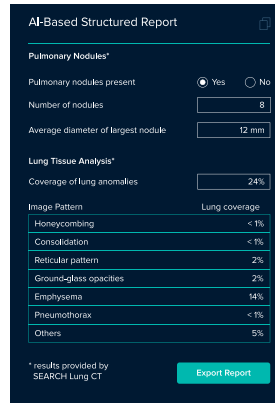 AI-Based Structured Report
Pulmonary Nodules*
Pulmonary nodules present Yes No
Number of nodules 8
Average diameter of largest nodule 12 mm
Lung Tissue Analysis*
Coverage of lung anomalies 24%
Image Pattern Lung coverage
Honeycombing < 1%
Consolidation < 1%
Reticular pattern 2%
Ground-glass opacities 2%
Emphysema 14%
Pneumothorax < 1%
Others 5%
* results provided by
SEARCH Lung CT
Export Report